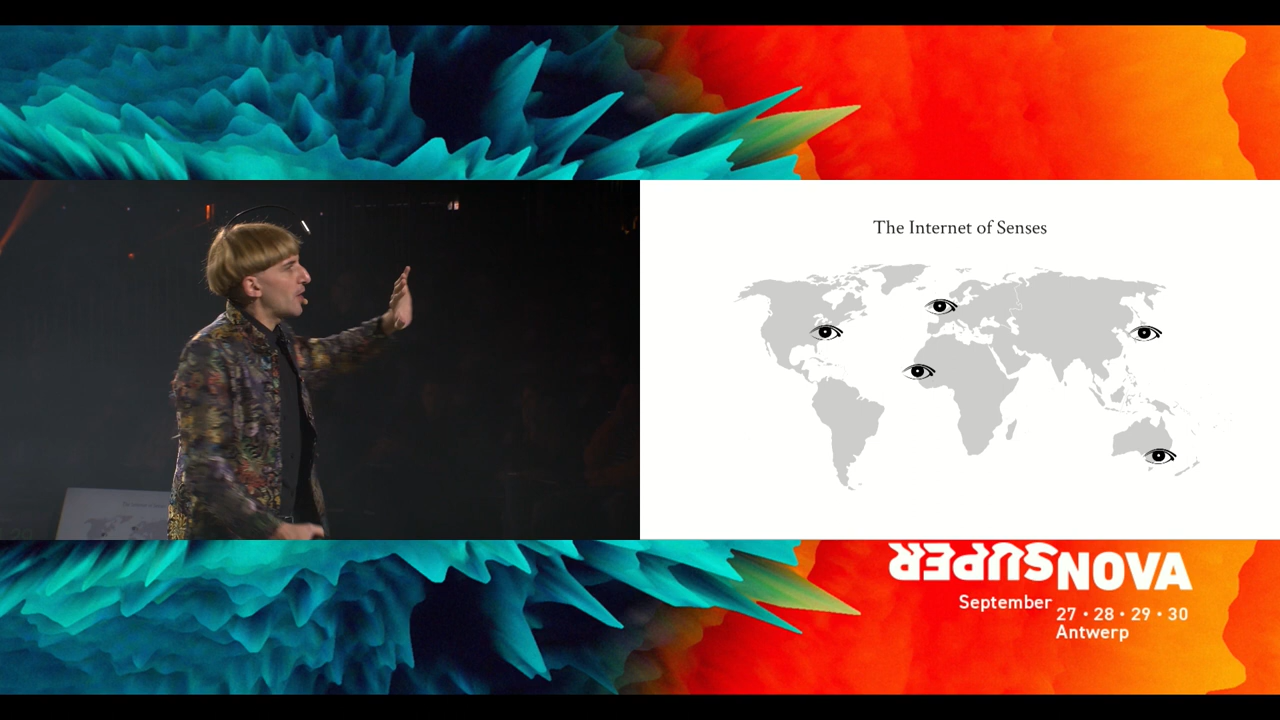 The Internet of Senses
SUPERNOVA
September
27 • 28 • 29 • 30
Antwerp